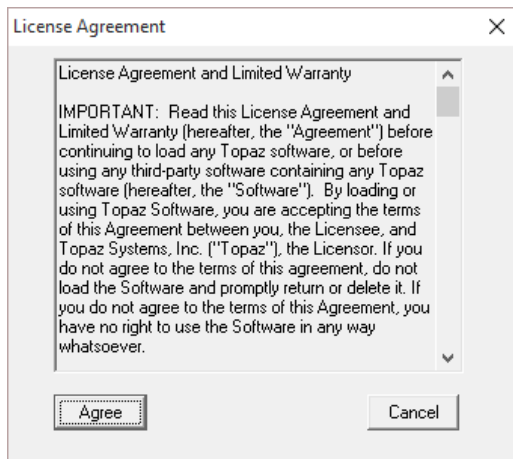 License Agreement
License Agreement and Limited Warranty
IMPORTANT:  Read this License Agreement and
Limited Warranty (hereafter, the "Agreement") before
continuing to load any Topaz software, or before
using any third-party software containing any Topaz
software (hereafter, the "Software").  By loading or
using Topaz Software, you are accepting the terms
of this Agreement between you, the Licensee, and
Topaz Systems, Inc. ("Topaz"), the Licensor. If you
do not agree to the terms of this agreement, do not
load the Software and promptly return or delete it. If
you do not agree to the terms of this Agreement, you
have no right to use the Software in any way
whatsoever.
Agree
Cancel